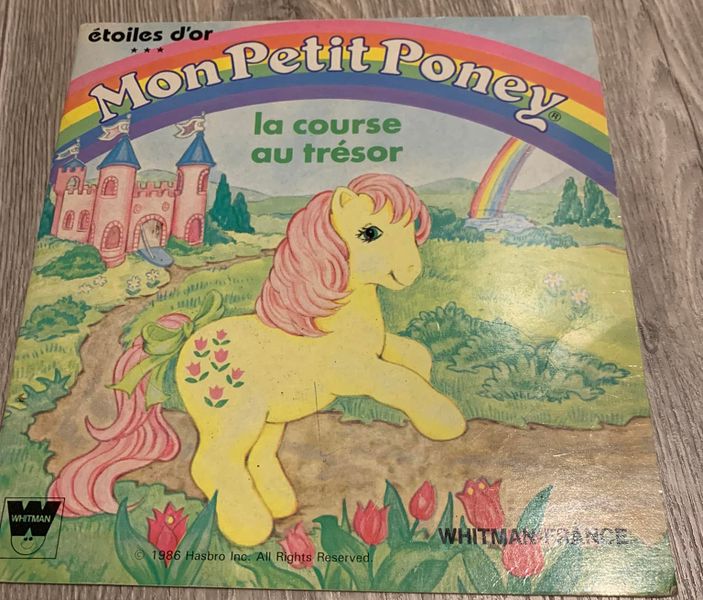 étoiles d'or
★★★
Mon Petit Poney®
la course
au trésor
WHITMAN
WHITMAN-FRANCE
© 1986 Hasbro Inc. All Rights Reserved.